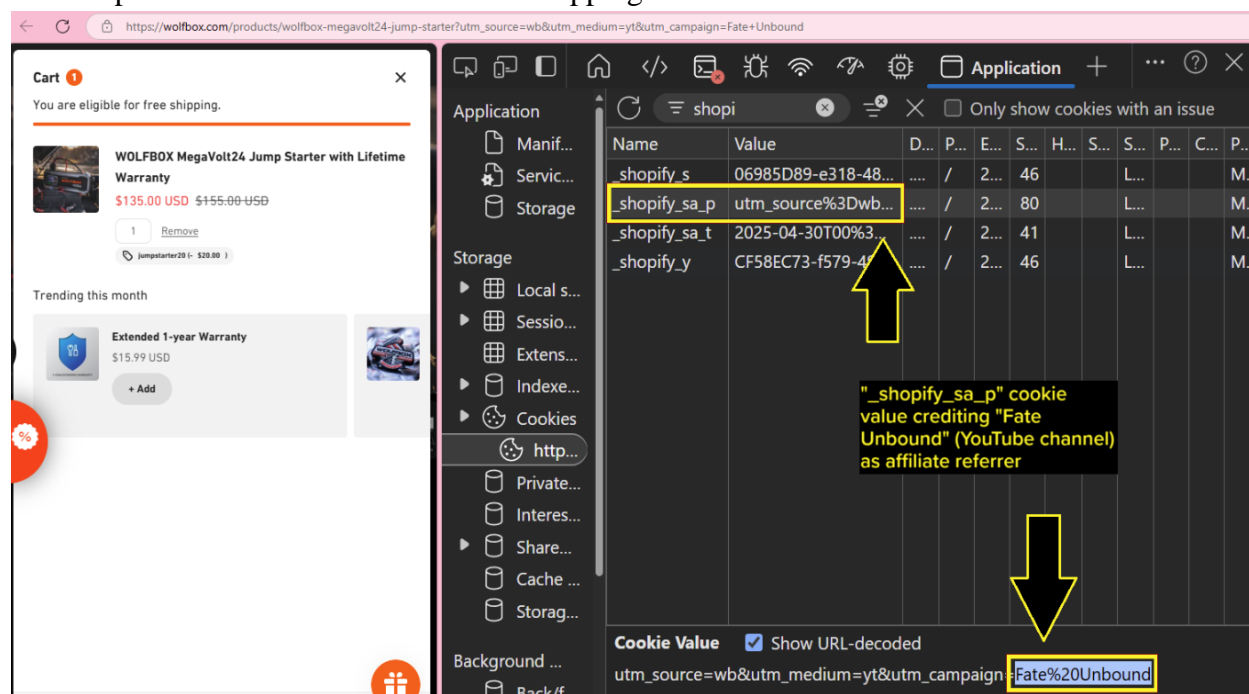 https://wolfbox.com/products/wolfbox-megavolt24-jump-starter?utm_source=wb&utm_medium=yt&utm_campaign=Fate+Unbound
Cart 1
You are eligible for free shipping.
WOLFBOX MegaVolt24 Jump Starter with Lifetime
Warranty
$135.00 USD $155.00 USD
1 Remove
jumpstarter20 (- $20.00 )
Trending this month
Extended 1-year Warranty
$15.99 USD
+ Add
%
Application
Application
Manif...
Servic...
Storage
Storage
Local s...
Sessio...
Extens...
Indexe...
Cookies
http...
Private...
Interes...
Share...
Cache ...
Storag...
Background ...
shopi
Only show cookies with an issue
Name Value D... P... E... S... H... S... S... P... C... P...
_shopify_s 06985D89-e318-48... .... / 2... 46 L... M.
_shopify_sa_p utm_source%3Dwb... .... / 2... 80 L... M.
_shopify_sa_t 2025-04-30T00%3... .... / 2... 41 L... M.
_shopify_y .... / 2... 46 L... M.
"_shopify_sa_p" cookie
value crediting "Fate
Unbound" (YouTube channel)
as affiliate referrer
Cookie Value Show URL-decoded
utm_source=wb&utm_medium=yt&utm_campaign=Fate%20Unbound